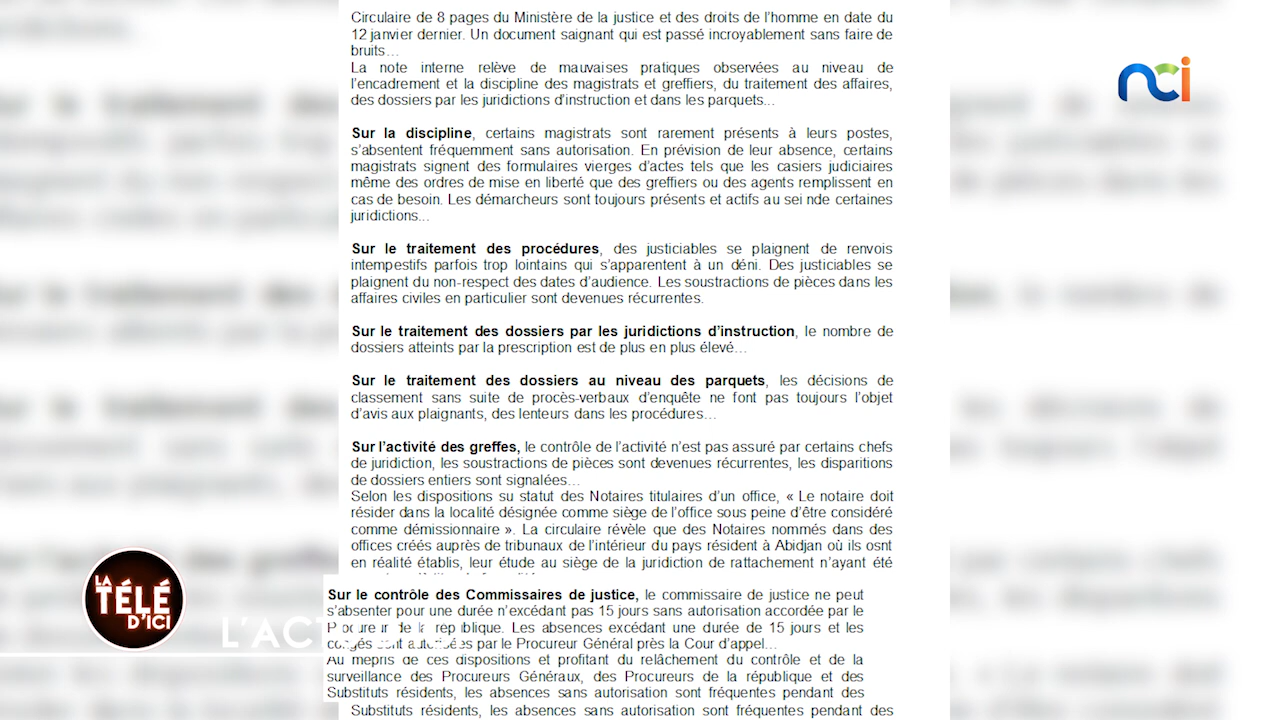 Circulaire de 8 pages du Ministère de la justice et des droits de l'homme en date du
12 janvier dernier. Un document saignant qui est passé incroyablement sans faire de
bruits…
La note interne relève de mauvaises pratiques observées au niveau de
l'encadrement et la discipline des magistrats et greffiers, du traitement des affaires,
des dossiers par les juridictions d'instruction et dans les parquets...
Sur la discipline, certains magistrats sont rarement présents à leurs postes,
s'absentent fréquemment sans autorisation. En prévision de leur absence, certains
magistrats signent des formulaires vierges d'actes tels que les casiers judiciaires
même des ordres de mise en liberté que des greffiers ou des agents remplissent en
cas de besoin. Les démarcheurs sont toujours présents et actifs au sei nde certaines
juridictions...
Sur le traitement des procédures, des justiciables se plaignent de renvois
intempestifs parfois trop lointains qui s'apparentent à un déni. Des justiciables se
plaignent du non-respect des dates d'audience. Les soustractions de pièces dans les
affaires civiles en particulier sont devenues récurrentes.
Sur le traitement des dossiers par les juridictions d'instruction, le nombre de
dossiers atteints par la prescription est de plus en plus élevé…
Sur le traitement des dossiers au niveau des parquets, les décisions de
classement sans suite de procès-verbaux d'enquête ne font pas toujours l'objet
d'avis aux plaignants, des lenteurs dans les procédures…
Sur l'activité des greffes, le contrôle de l'activité n'est pas assuré par certains chefs
de juridiction, les soustractions de pièces sont devenues récurrentes, les disparitions
de dossiers entiers sont signalées…
Selon les dispositions su statut des Notaires titulaires d'un office, « Le notaire doit
résider dans la localité désignée comme siège de l'office sous peine d'être considéré
comme démissionnaire ». La circulaire révèle que des Notaires nommés dans des
offices créés auprès de tribunaux de l'intérieur du pays résident à Abidjan où ils osnt
en réalité établis, leur étude au siège de la juridiction de rattachement n'ayant été
Sur le contrôle des Commissaires de justice, le commissaire de justice ne peut
s'absenter pour une durée n'excédant pas 15 jours sans autorisation accordée par le
Procureur de la république. Les absences excédant une durée de 15 jours et les
congés sont autorisées par le Procureur Général près la Cour d'appel…
Au mépris de ces dispositions et profitant du relâchement du contrôle et de la
surveillance des Procureurs Généraux, des Procureurs de la république et des
Substituts résidents, les absences sans autorisation sont fréquentes pendant des
Substituts résidents, les absences sans autorisation sont fréquentes pendant des
nci
LA
TÉLÉ
D'ICI
L'ACT